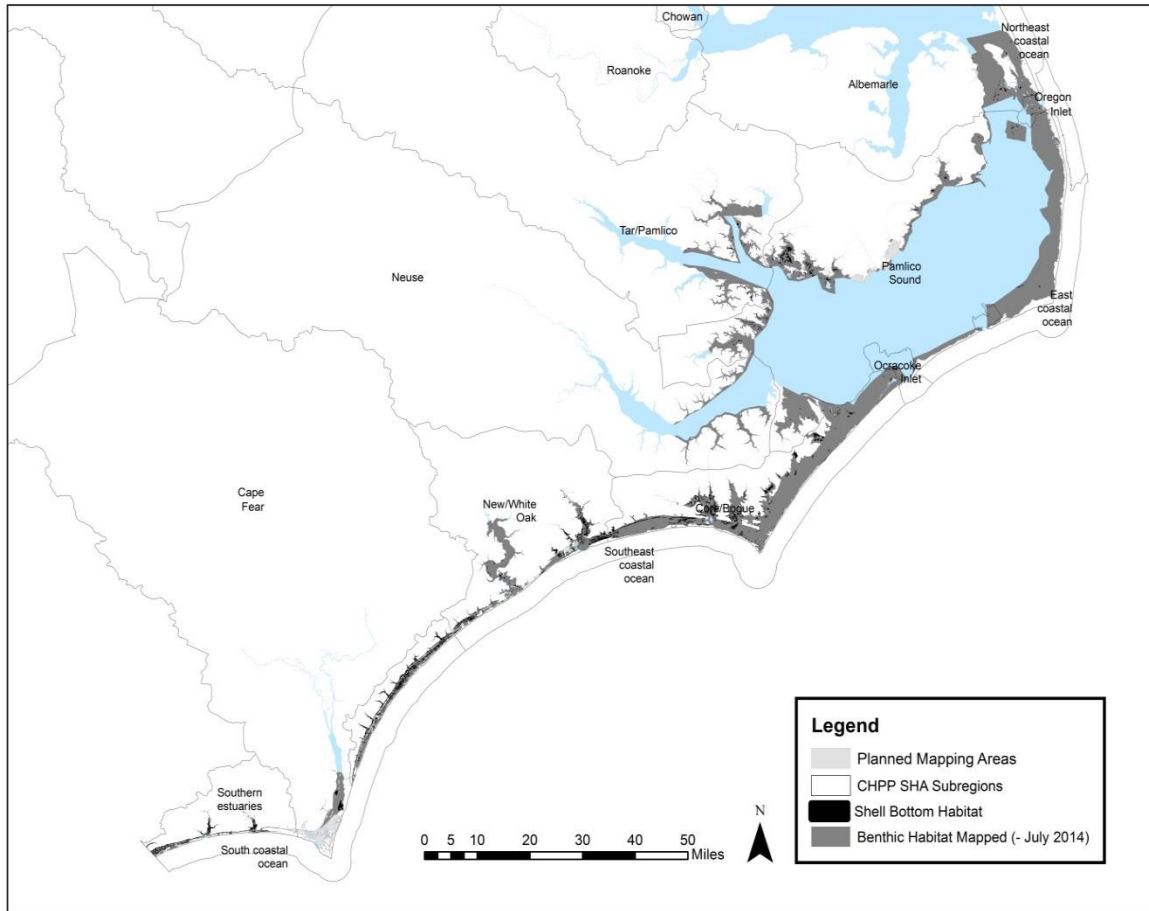 Chowan
Northeast
coastal
ocean
Roanoke
Albemarle
Oregon
Inlet
Tar/Pamlico
Pamlico
Sound
Neuse
East
coastal
ocean
Ocracoke
Inlet
Cape
Fear
New/White
Oak
Core/Bogue
Southeast
coastal
ocean
Southern
estuaries
South coastal
ocean
0 5 10 20 30 40 50
Miles
N
Legend
Planned Mapping Areas
CHPP SHA Subregions
Shell Bottom Habitat
Benthic Habitat Mapped (- July 2014)